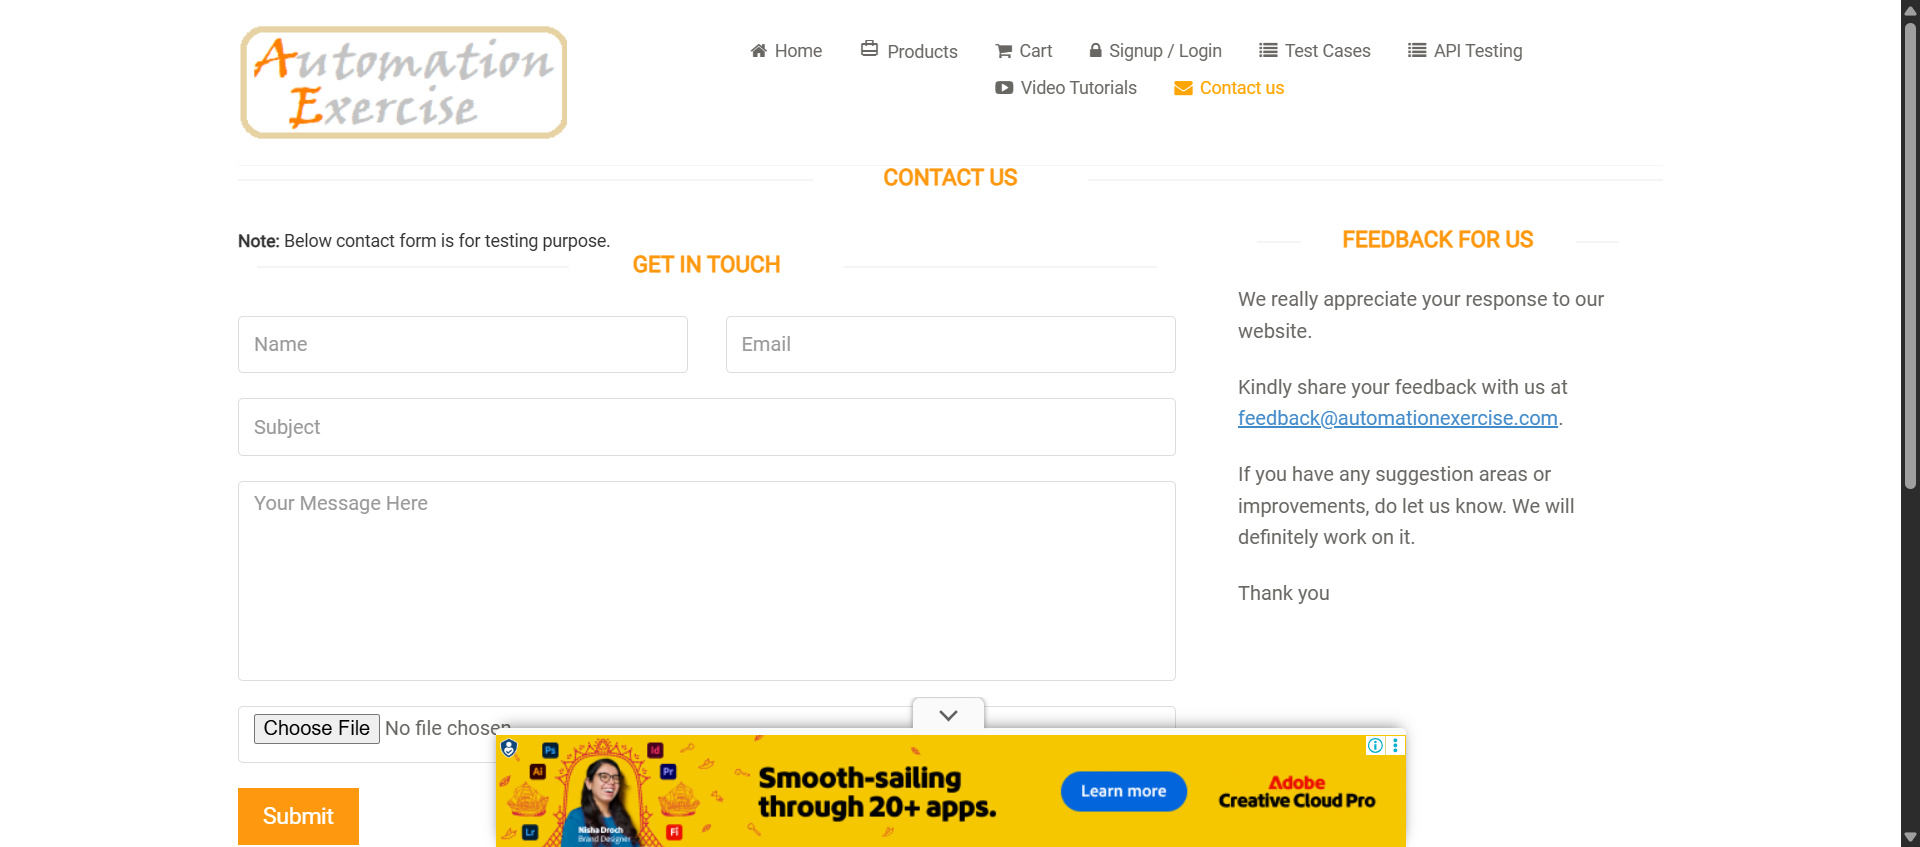 Automation
Exercise
Home
Products
Cart
Signup / Login
Test Cases
API Testing
Video Tutorials
Contact us
CONTACT US
Note: Below contact form is for testing purpose.
GET IN TOUCH
Name
Email
Subject
Your Message Here
Choose File No file chosen
Submit
FEEDBACK FOR US
We really appreciate your response to our
website.
Kindly share your feedback with us at
feedback@automationexercise.com.
If you have any suggestion areas or
improvements, do let us know. We will
definitely work on it.
Thank you
Ps
Id
Ai
Pr
Lr
Fl
Nisha Droch
Brand Designer
Smooth-sailing
through 20+ apps.
Learn more
Adobe
Creative Cloud Pro